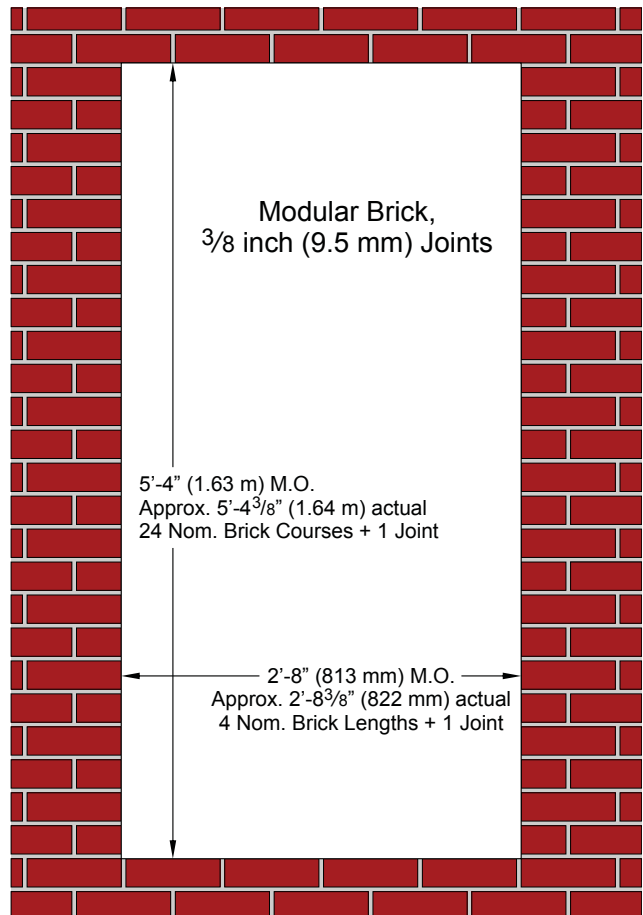 Modular Brick,
3/8 inch (9.5 mm) Joints
5’-4” (1.63 m) M.O.
Approx. 5’-43/8” (1.64 m) actual
24 Nom. Brick Courses + 1 Joint
2’-8” (813 mm) M.O.
Approx. 2’-83/8” (822 mm) actual
4 Nom. Brick Lengths + 1 Joint